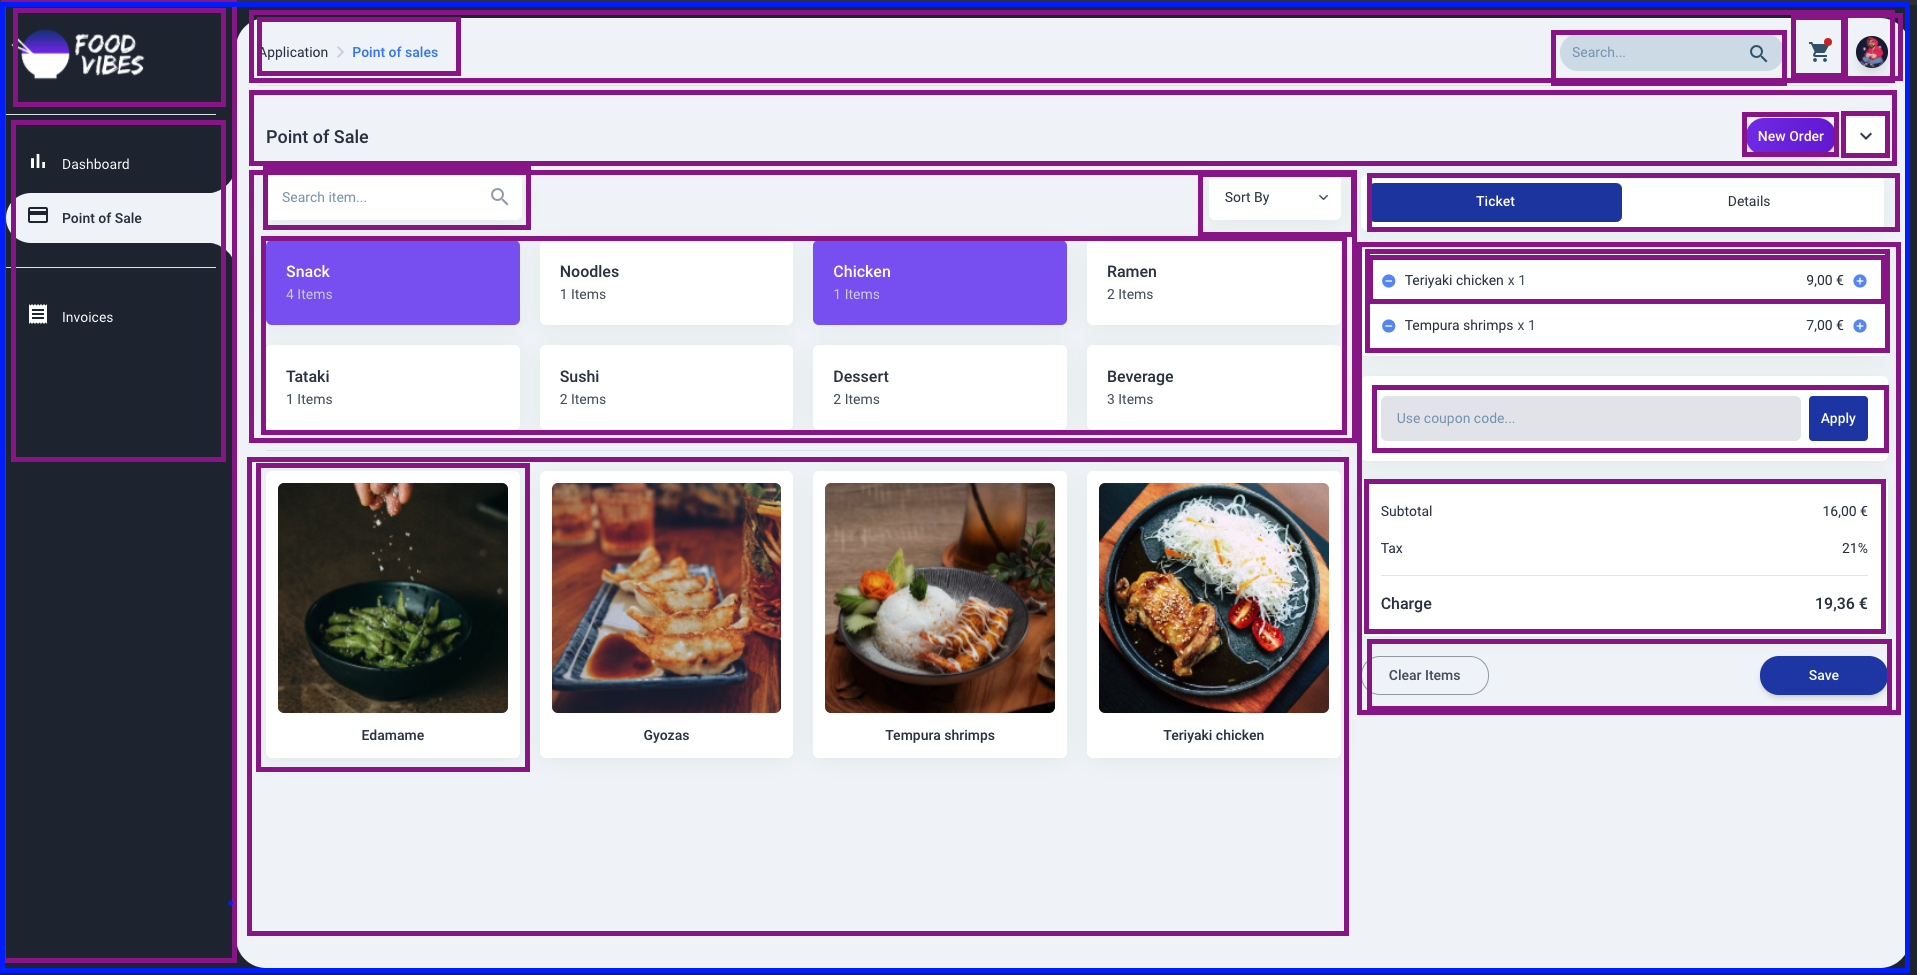 FOOD
VIBES
Dashboard
Point of Sale
Invoices
Application
Point of sales
Search...
Point of Sale
New Order
Search item...
Sort By
Snack
4 Items
Noodles
1 Items
Chicken
1 Items
Ramen
2 Items
Tataki
1 Items
Sushi
2 Items
Dessert
2 Items
Beverage
3 Items
Edamame
Gyozas
Tempura shrimps
Teriyaki chicken
Ticket
Details
Teriyaki chicken x 1
9,00 €
Tempura shrimps x 1
7,00 €
Use coupon code...
Apply
Subtotal
16,00 €
Tax
21%
Charge
19,36 €
Clear Items
Save